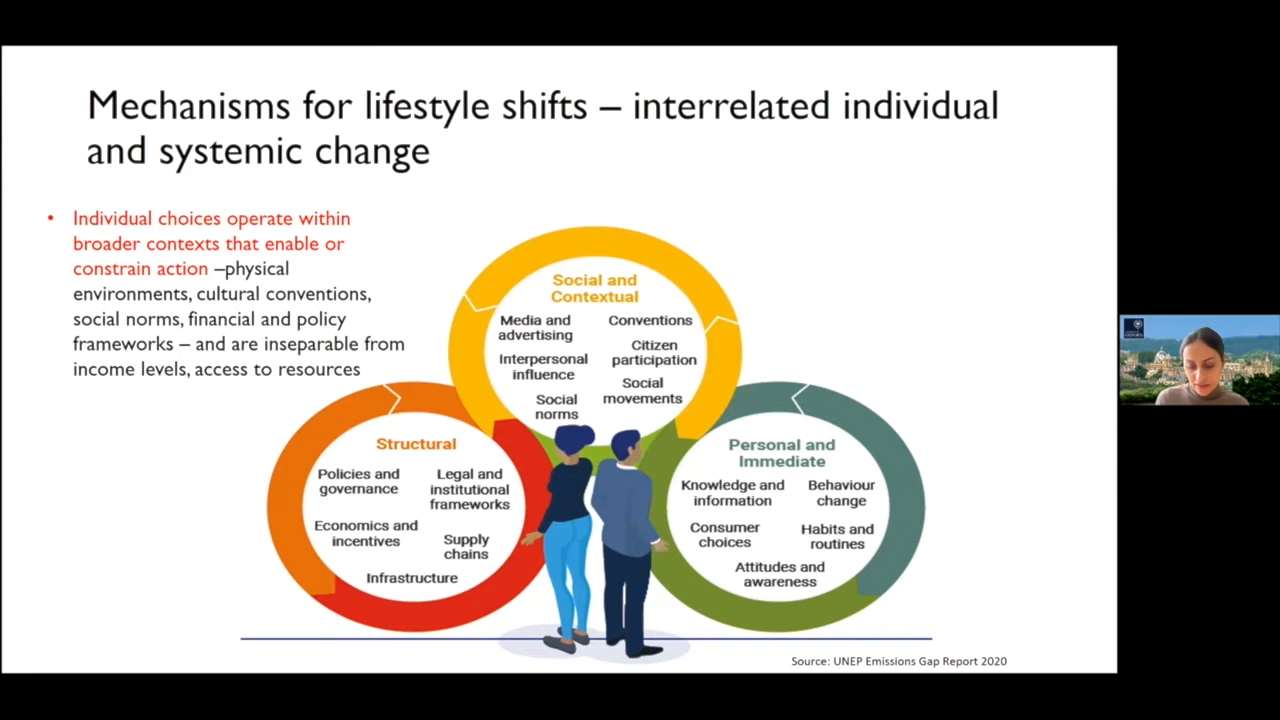 Mechanisms for lifestyle shifts – interrelated individual
and systemic change
• Individual choices operate within
broader contexts that enable or
constrain action –physical
environments, cultural conventions,
social norms, financial and policy
frameworks – and are inseparable from
income levels, access to resources
Social and
Contextual
Media and
advertising
Conventions
Interpersonal
influence
Citizen
participation
Social
norms
Social
movements
Structural
Policies and
governance
Legal and
institutional
frameworks
Economics and
incentives
Supply
chains
Infrastructure
Personal and
Immediate
Knowledge and
information
Behaviour
change
Consumer
choices
Habits and
routines
Attitudes and
awareness
Source: UNEP Emissions Gap Report 2020